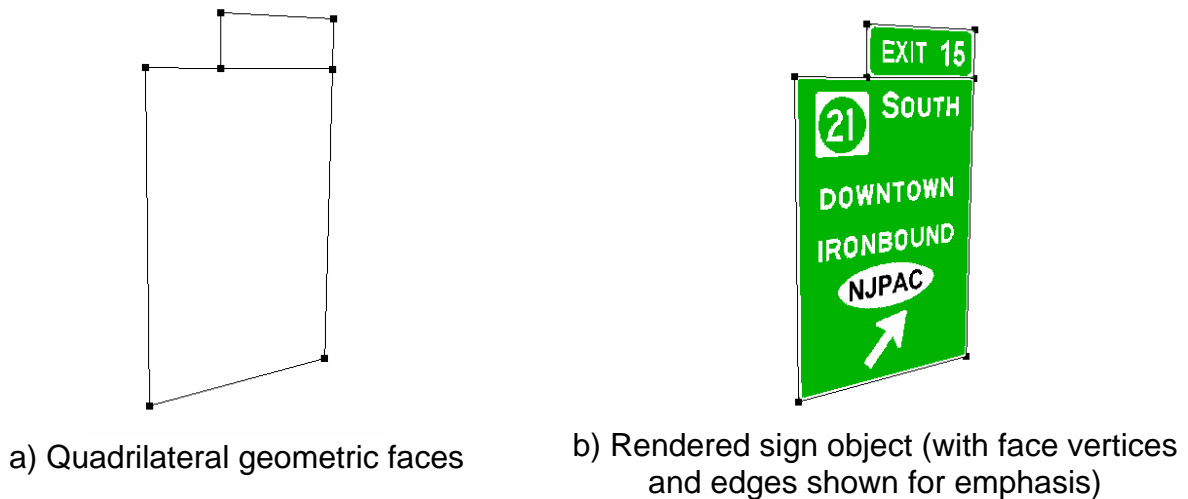 EXIT 15
21 SOUTH
DOWNTOWN
IRONBOUND
NJPAC
a) Quadrilateral geometric faces
b) Rendered sign object (with face vertices
and edges shown for emphasis)